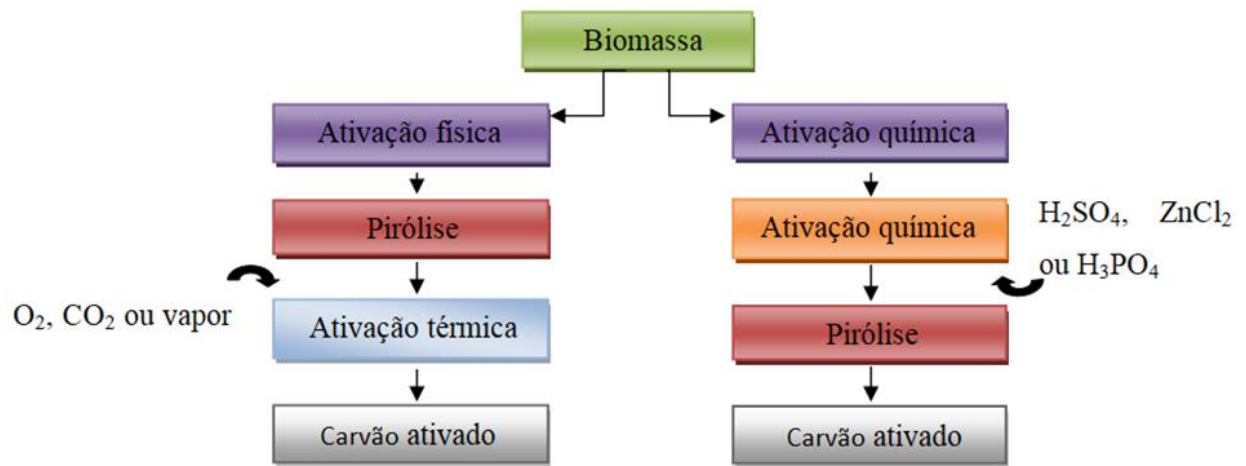 Biomassa
Ativação física
Ativação química
Pirólise
Ativação química
H₂SO₄, ZnCl₂
ou H₃PO₄
O₂, CO₂ ou vapor
Ativação térmica
Pirólise
Carvão ativado
Carvão ativado